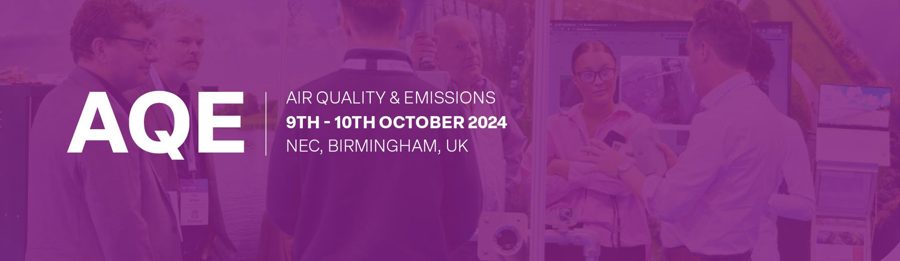 AQE
AIR QUALITY & EMISSIONS
9TH - 10TH OCTOBER 2024
NEC, BIRMINGHAM, UK